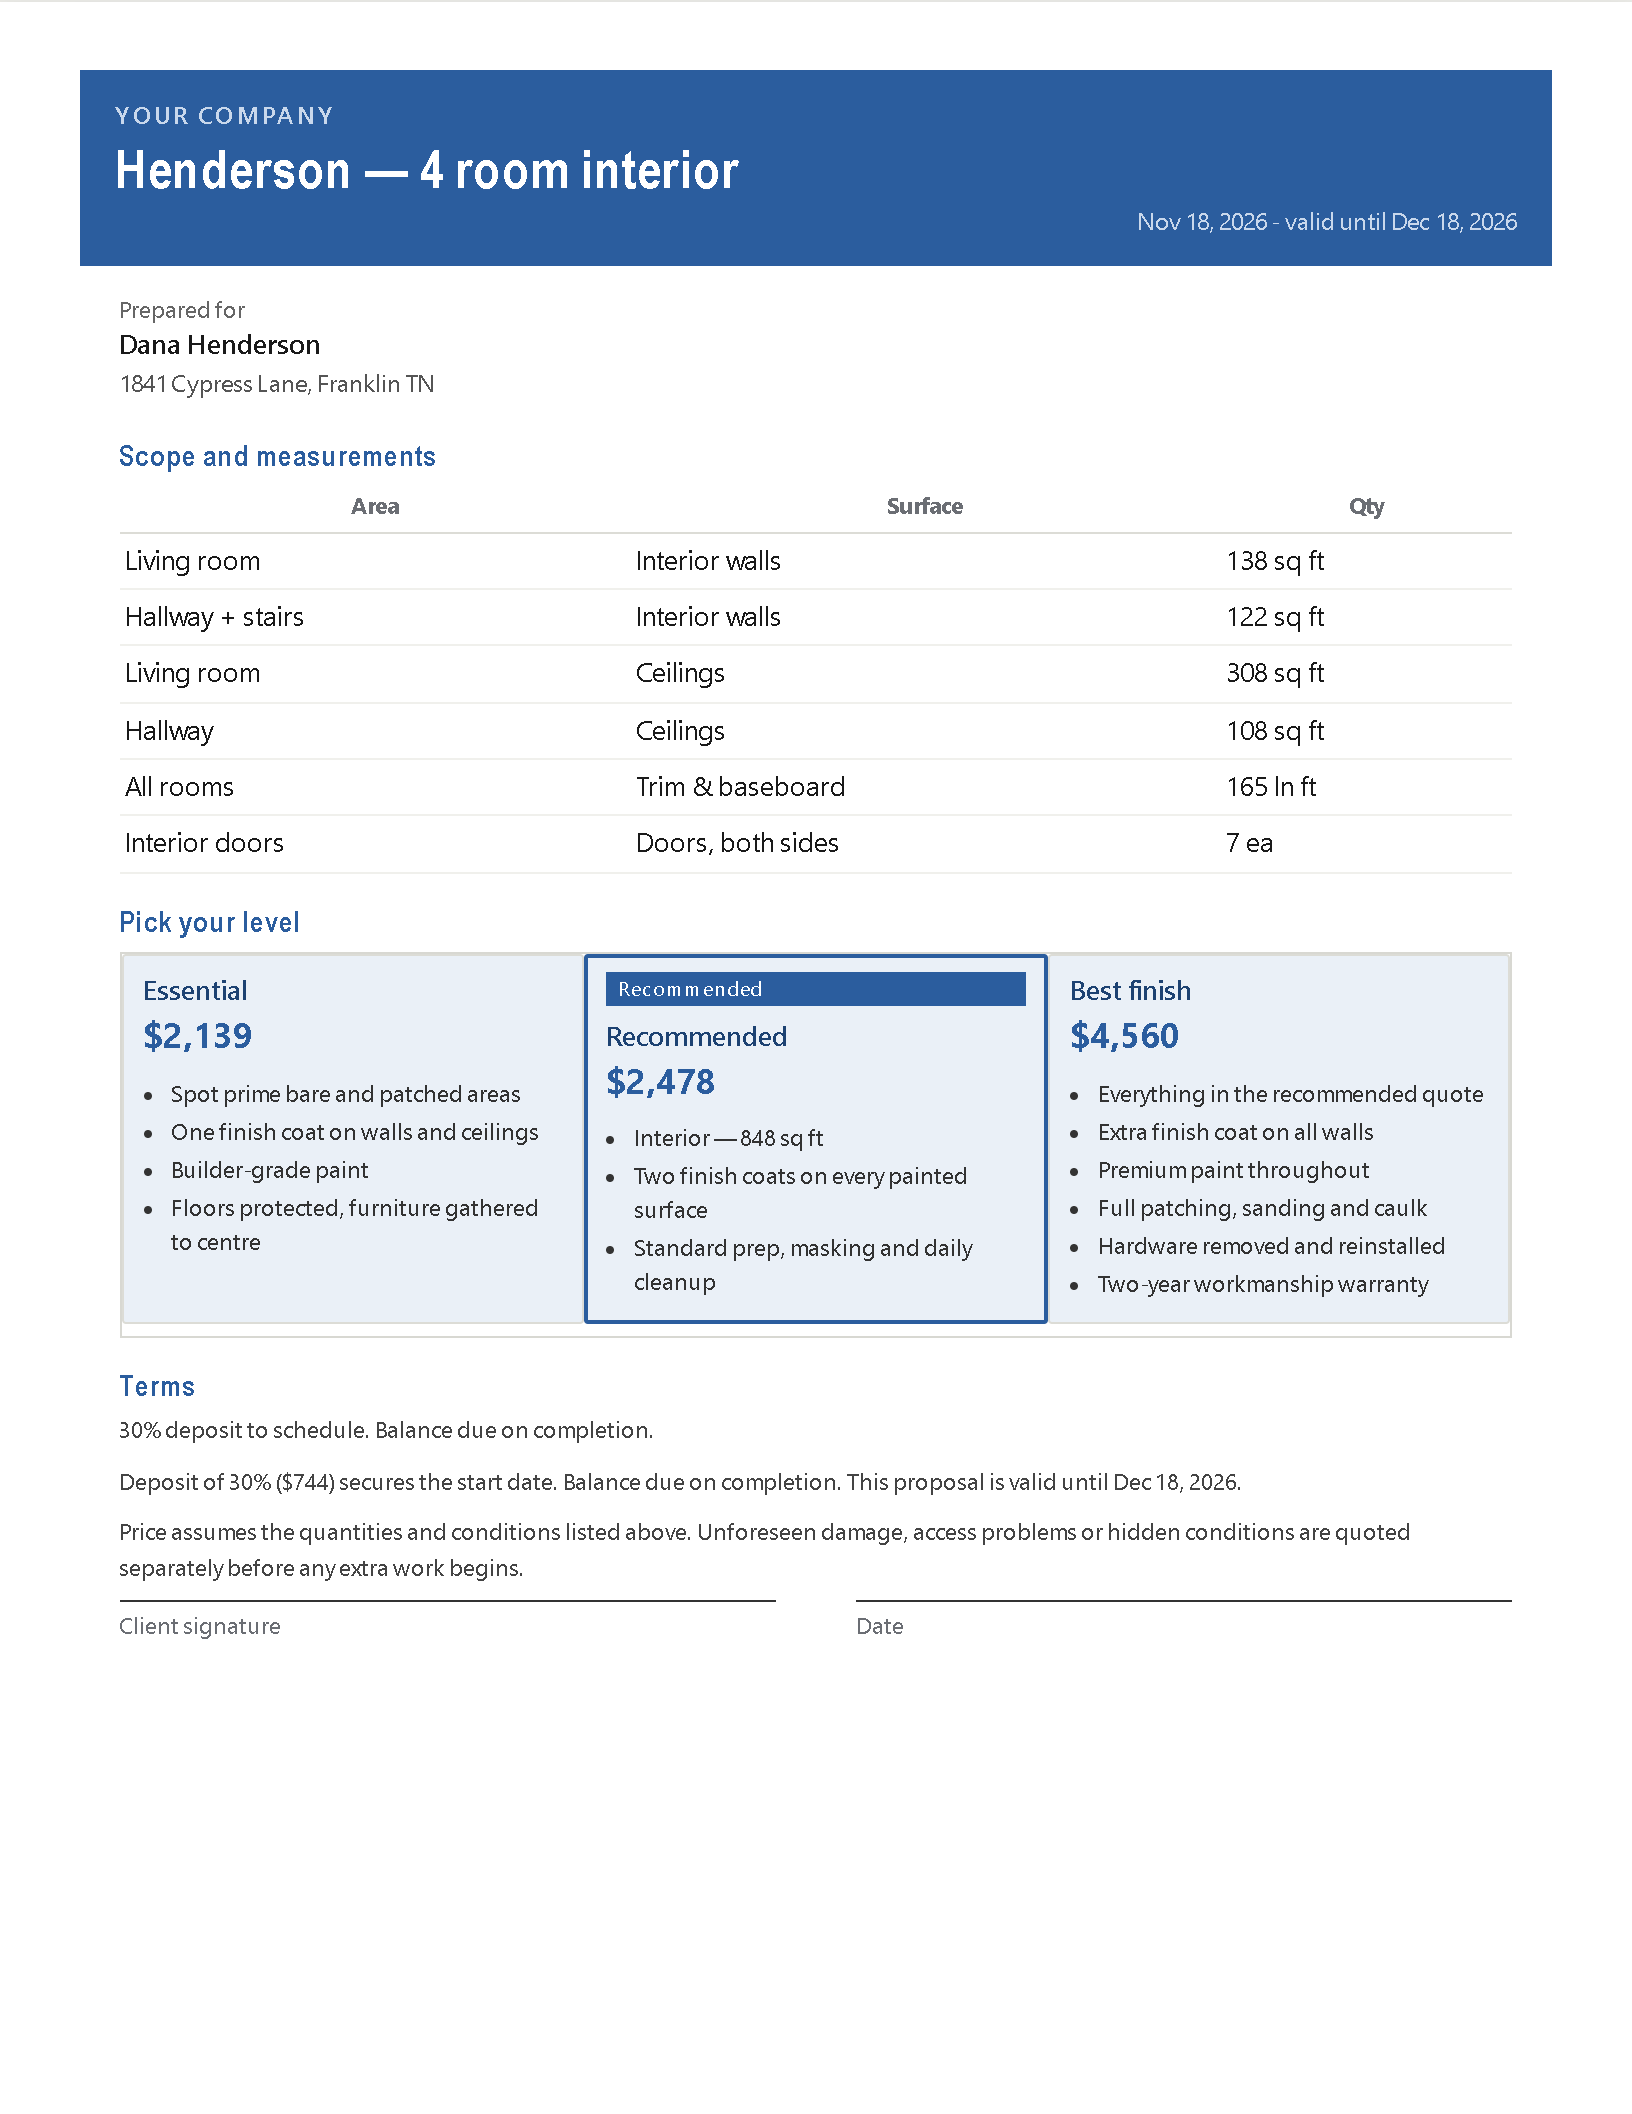 YOUR COMPANY
Henderson — 4 room interior
Nov 18, 2026 - valid until Dec 18, 2026
Prepared for
Dana Henderson
1841 Cypress Lane, Franklin TN
Scope and measurements
Area Surface Qty
Living room Interior walls 138 sq ft
Hallway + stairs Interior walls 122 sq ft
Living room Ceilings 308 sq ft
Hallway Ceilings 108 sq ft
All rooms Trim & baseboard 165 ln ft
Interior doors Doors, both sides 7 ea
Pick your level
Essential
$2,139
• Spot prime bare and patched areas
• One finish coat on walls and ceilings
• Builder-grade paint
• Floors protected, furniture gathered
to centre
Recommended
Recommended
$2,478
• Interior — 848 sq ft
• Two finish coats on every painted
surface
• Standard prep, masking and daily
cleanup
Best finish
$4,560
• Everything in the recommended quote
• Extra finish coat on all walls
• Premium paint throughout
• Full patching, sanding and caulk
• Hardware removed and reinstalled
• Two-year workmanship warranty
Terms
30% deposit to schedule. Balance due on completion.
Deposit of 30% ($744) secures the start date. Balance due on completion. This proposal is valid until Dec 18, 2026.
Price assumes the quantities and conditions listed above. Unforeseen damage, access problems or hidden conditions are quoted
separately before any extra work begins.
Client signature Date